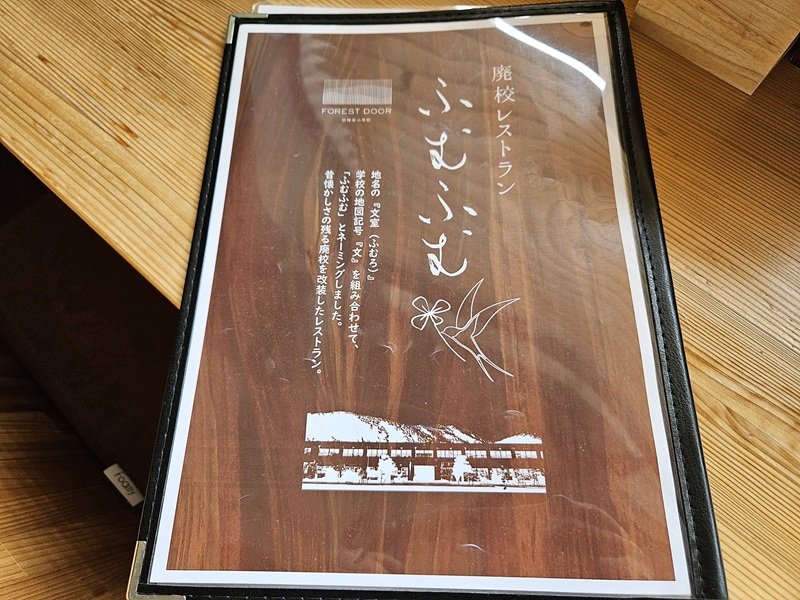 廃校レストラン
ふむふむ
FOREST DOOR
地名の『文室（ふむろ）』
学校の地図記号『文』を組み合わせて、
「ふむふむ」とネーミングしました。
昔懐かしさの残る廃校を改装したレストラン。
roomy